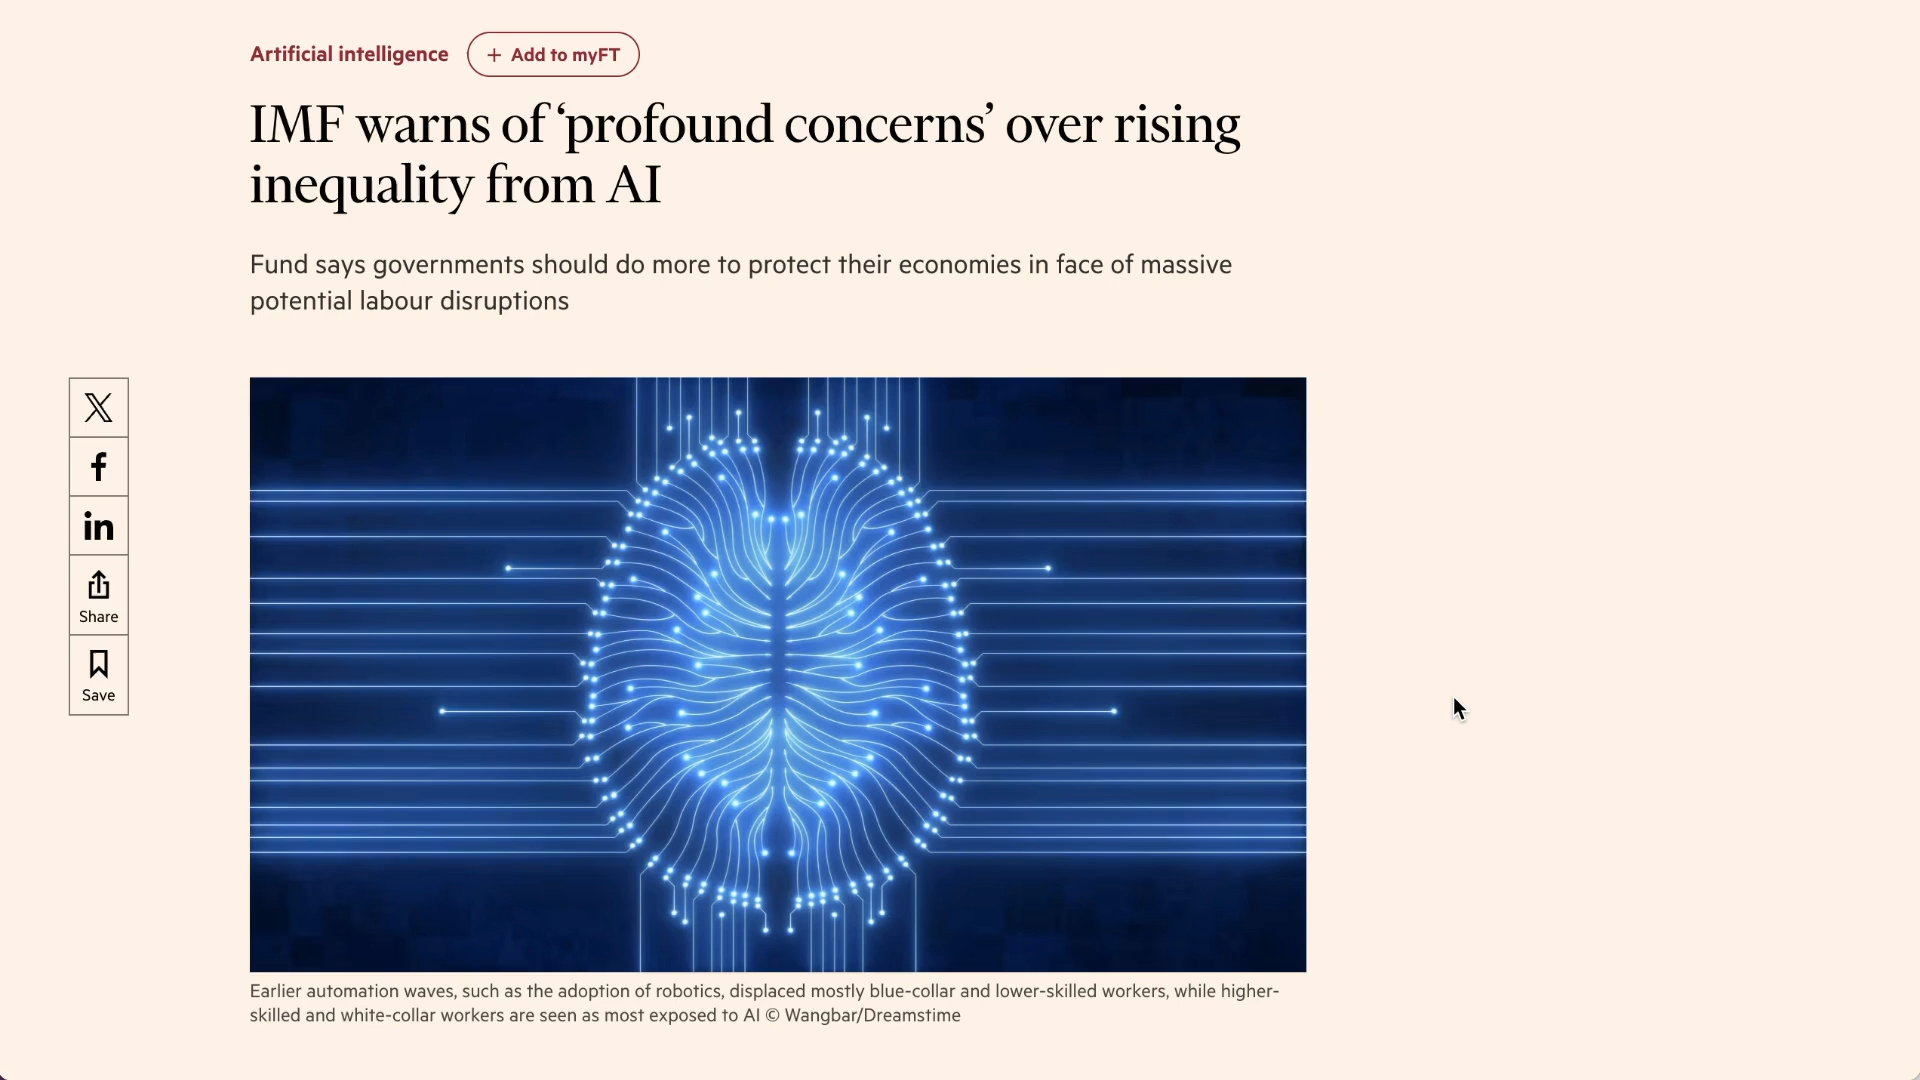 Artificial intelligence
+ Add to myFT
IMF warns of ‘profound concerns’ over rising
inequality from AI
Fund says governments should do more to protect their economies in face of massive
potential labour disruptions
X
f
in
Share
Save
Earlier automation waves, such as the adoption of robotics, displaced mostly blue-collar and lower-skilled workers, while higher-
skilled and white-collar workers are seen as most exposed to AI © Wangbar/Dreamstime